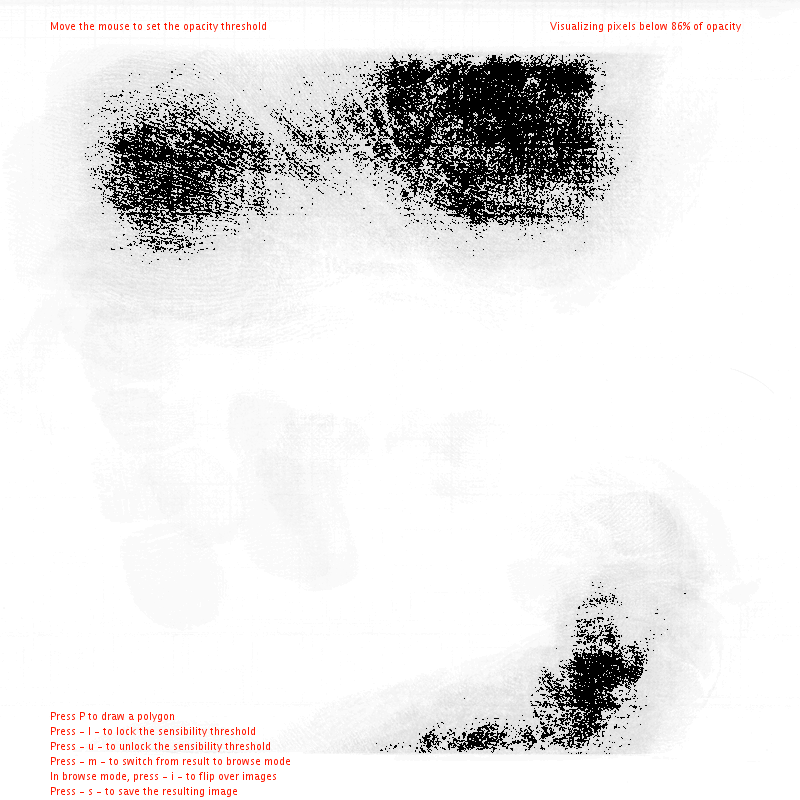 Move the mouse to set the opacity threshold
Visualizing pixels below 86% of opacity
Press P to draw a polygon
Press – l – to lock the sensibility threshold
Press – u – to unlock the sensibility threshold
Press – m – to switch from result to browse mode
In browse mode, press – i – to flip over images
Press – s – to save the resulting image